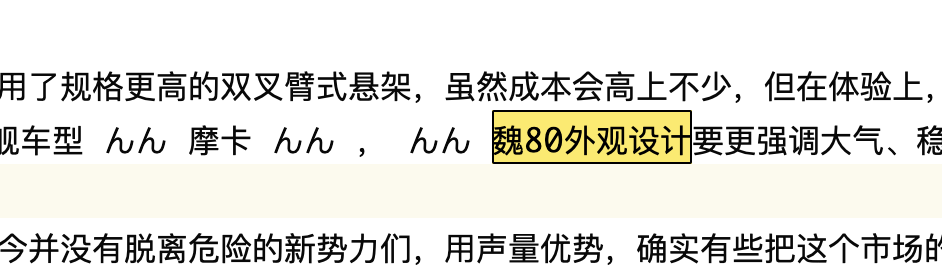 用了规格更高的双叉臂式悬架，虽然成本会高上不少，但在体验上，
舰车型 んん 摩卡 んん ， んん 魏80外观设计要更强调大气、稳
今并没有脱离危险的新势力们，用声量优势，确实有些把这个市场的